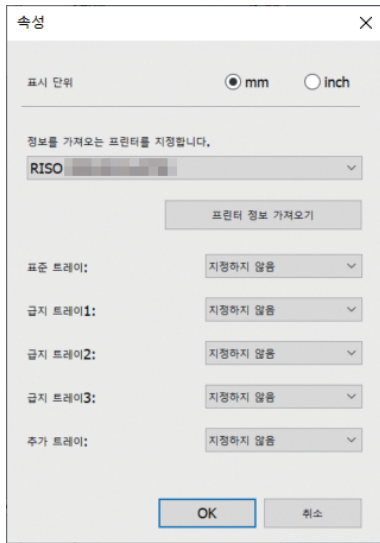 속성
표시 단위 mm inch
정보를 가져오는 프린터를 지정합니다.
RISO
프린터 정보 가져오기
표준 트레이: 지정하지 않음
급지 트레이1: 지정하지 않음
급지 트레이2: 지정하지 않음
급지 트레이3: 지정하지 않음
추가 트레이: 지정하지 않음
OK 취소